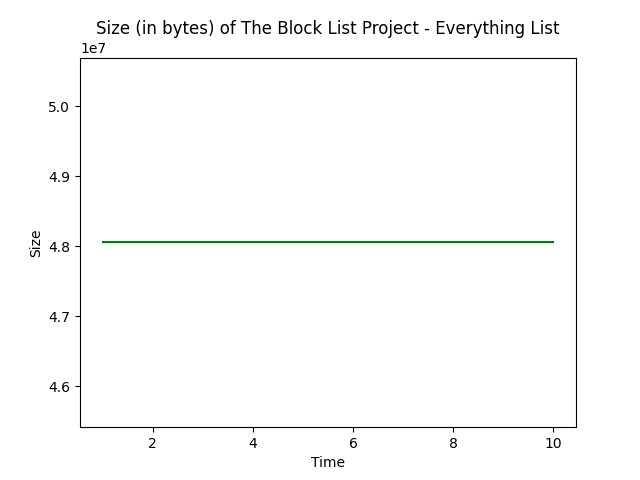 Size (in bytes) of The Block List Project - Everything List
1e7
5.0
4.9
4.8
4.7
4.6
Size
2 4 6 8 10
Time